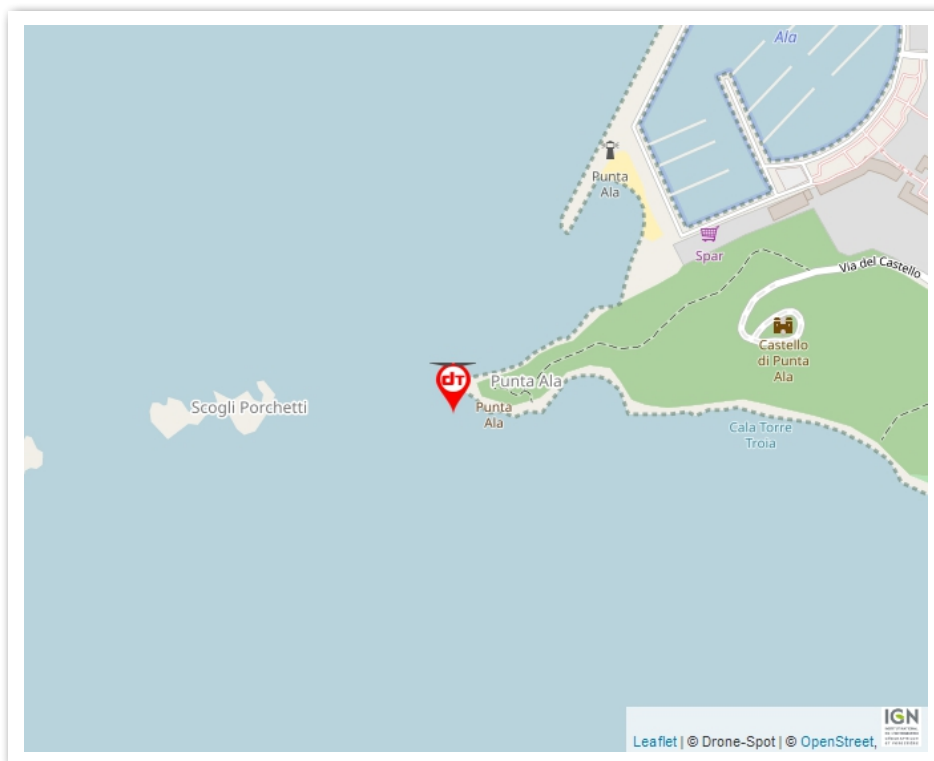 Ala
Punta
Ala
Spar
Via del Castello
Castello
di Punta
Ala
dT
Punta Ala
Punta
Ala
Scogli Porchetti
Cala Torre
Troia
IGN
Leaflet | © Drone-Spot | © OpenStreet,